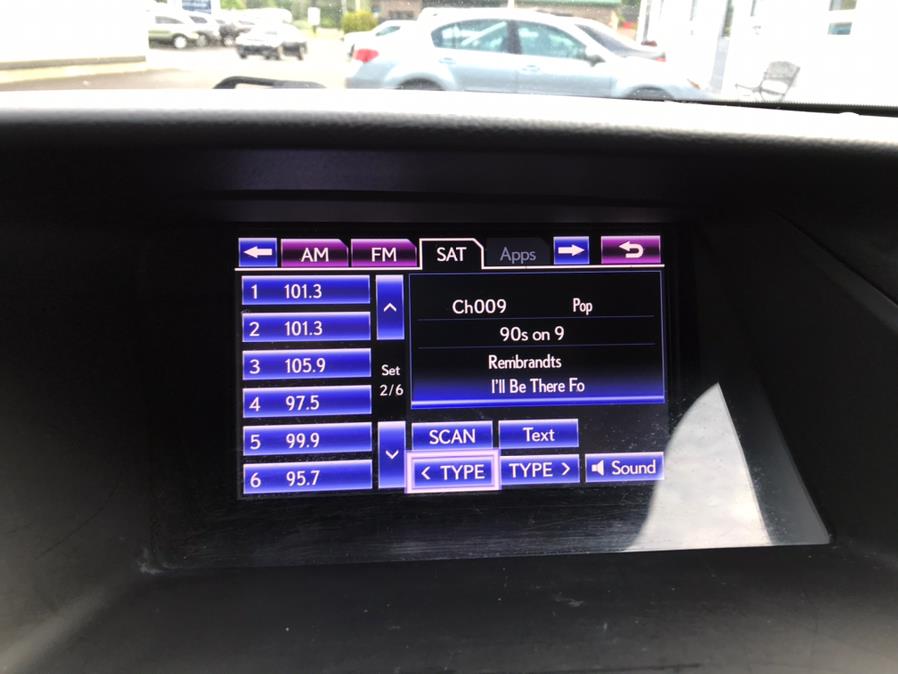 AM FM SAT Apps
1 101.3
2 101.3
3 105.9
4 97.5
5 99.9
6 95.7
Set
2/6
Ch009 Pop
90s on 9
Rembrandts
I'll Be There Fo
SCAN Text
< TYPE TYPE > Sound